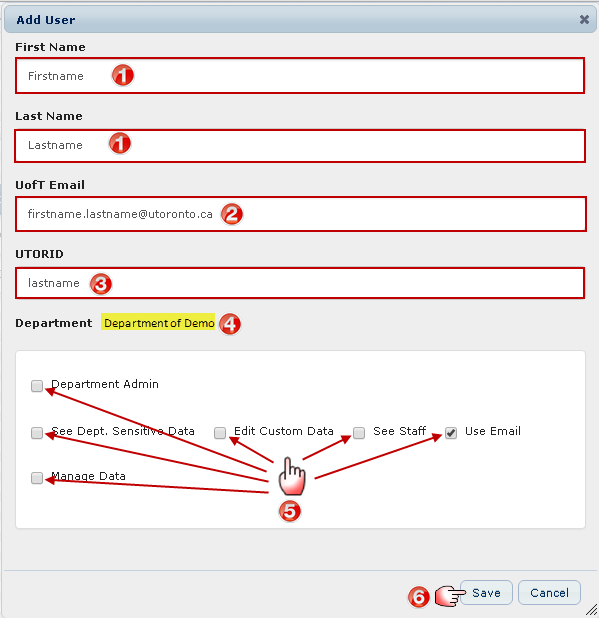 Add User
First Name
Firstname 1
Last Name
Lastname 1
UofT Email
firstname.lastname@utoronto.ca 2
UTORID
lastname 3
Department Department of Demo 4
Department Admin
See Dept. Sensitive Data Edit Custom Data See Staff Use Email
Manage Data
5
6 Save Cancel